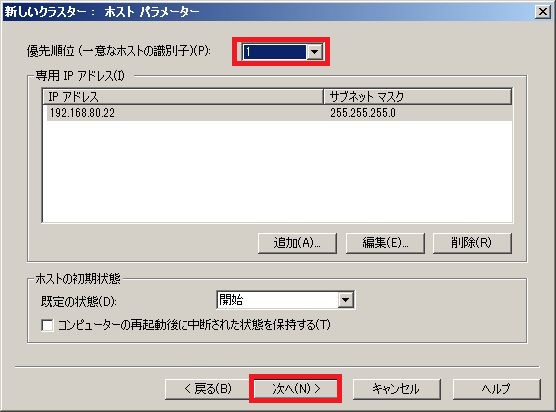 新しいクラスター： ホスト パラメーター
優先順位 (一意なホストの識別子)(P): 1
専用 IP アドレス(I)
IP アドレス サブネット マスク
192.168.80.22 255.255.255.0
追加(A)... 編集(E)... 削除(R)
ホストの初期状態
既定の状態(D): 開始
コンピューターの再起動後に中断された状態を保持する(T)
< 戻る(B) 次へ(N) > キャンセル ヘルプ